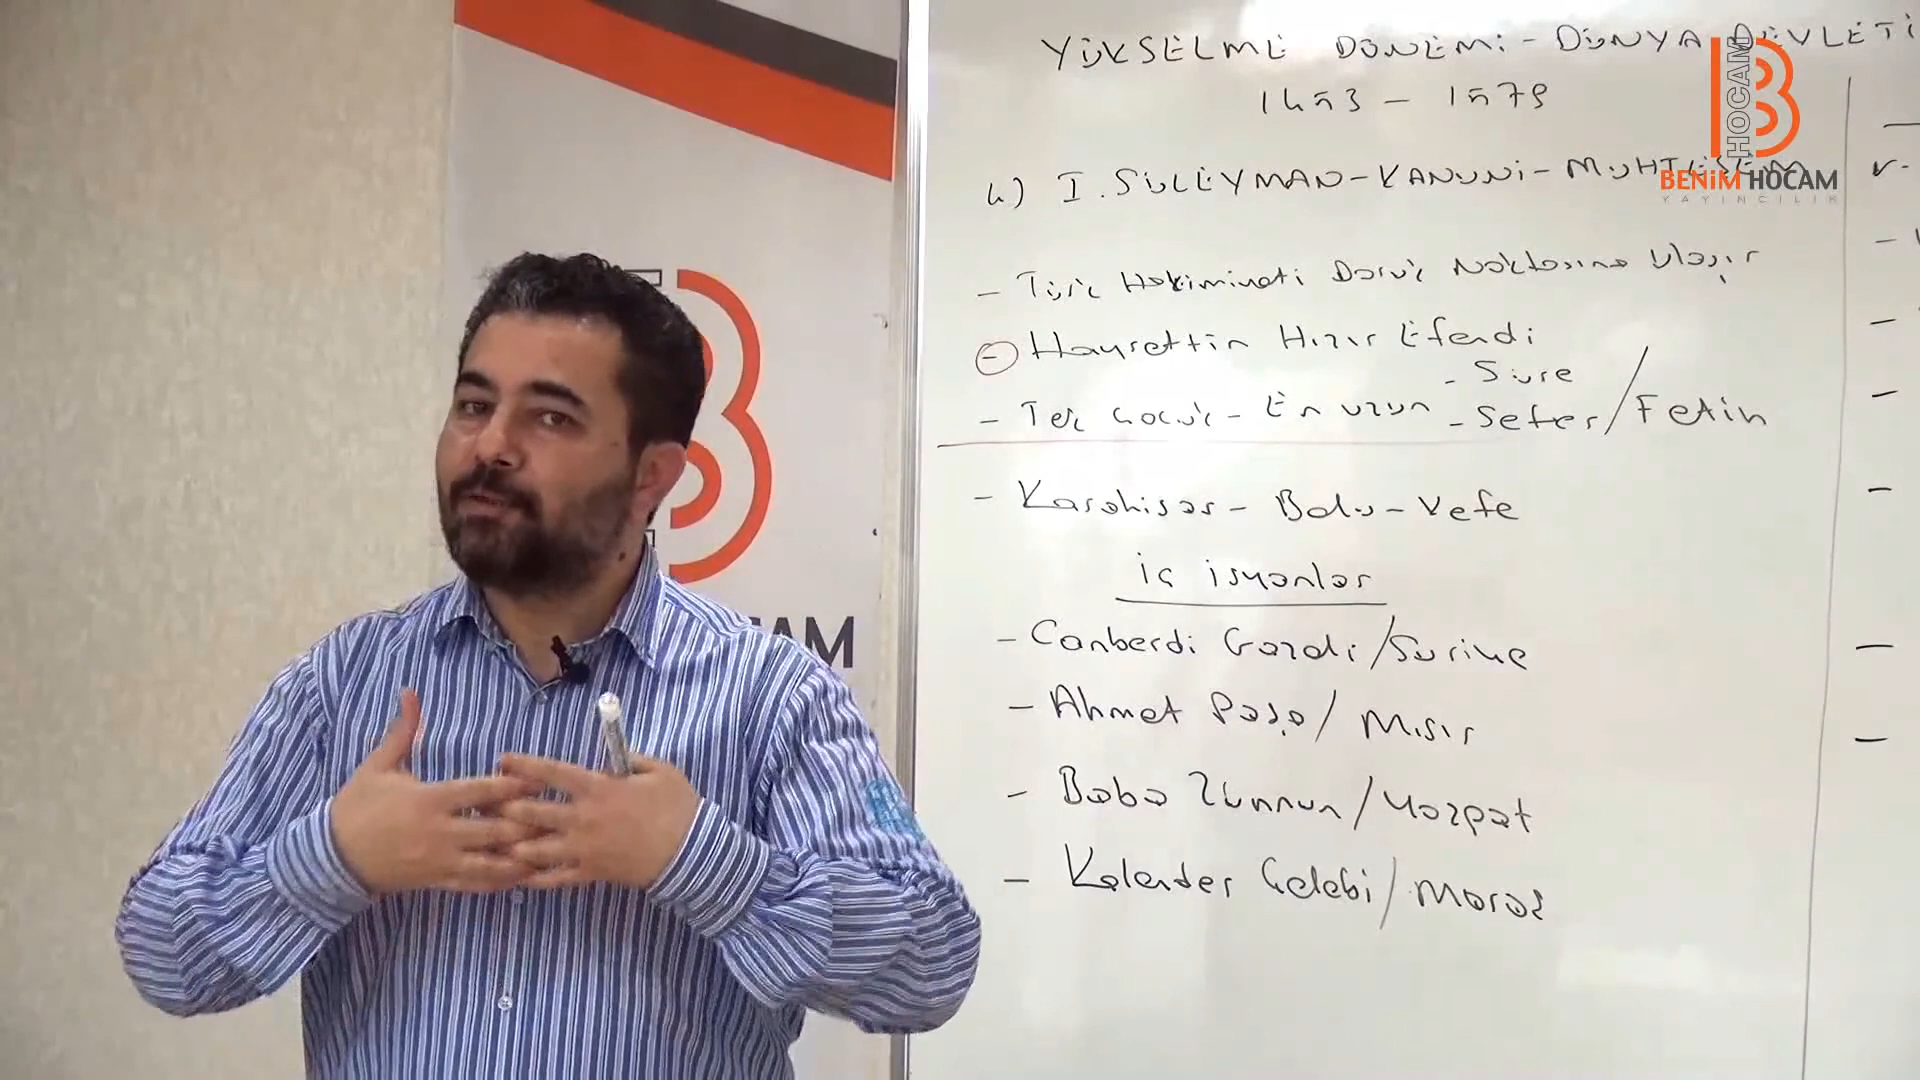 YÜKSELME DÖNEMİ - DÜNYA DEVLETİ
1453 - 1579
4) I. SÜLEYMAN - KANUNİ - MUHTEŞEM
- Türk Hakimiyeti Doruk Noktasına Ulaşır
- Hayrettin Hızır Efendi
- Tek Çocuk - En uzun - Süre
- Sefer / Fetih
- Karahisar - Bolu - Kefe
iç isyanlar
- Canberdi Gazali / Suriye
- Ahmet Paşa / Mısır
- Baba Zünnun / Yozgat
- Kalender Çelebi / Maraş
HOCAM
BENiM HOCAM
YAYINCILIK